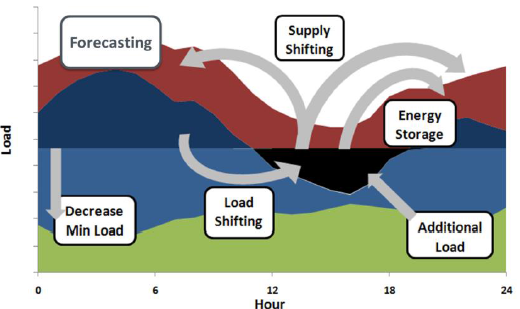 Forecasting
Supply
Shifting
Energy
Storage
Load
Decrease
Min Load
Load
Shifting
Additional
Load
0
6
12
18
24
Hour